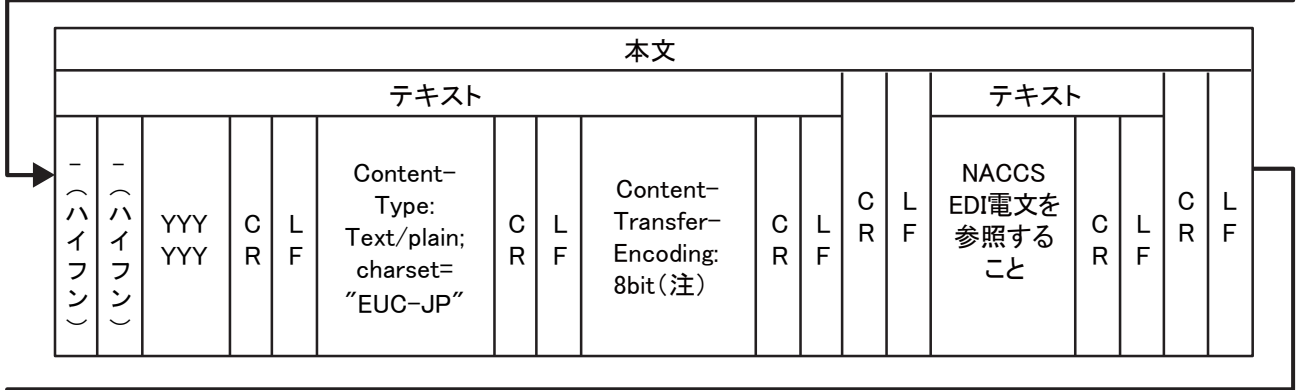 本文
テキスト
テキスト
-（ハイフン）
-（ハイフン）
YYY
YYY
CR
LF
Content-
Type:
Text/plain;
charset=
"EUC-JP"
CR
LF
Content-
Transfer-
Encoding:
8bit（注）
CR
LF
CR
LF
NACCS
EDI電文を
参照する
こと
CR
LF
CR
LF